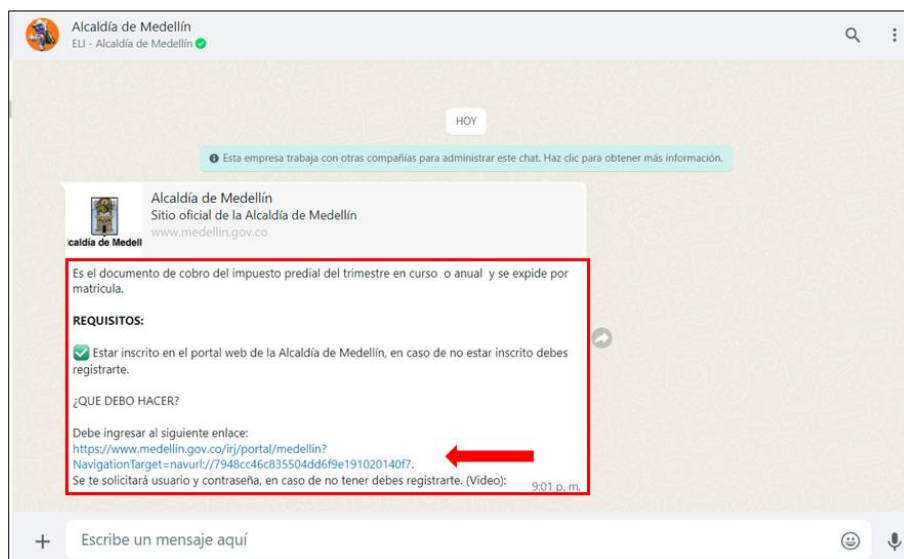 Alcaldía de Medellín
ELI - Alcaldía de Medellín
HOY
Esta empresa trabaja con otras compañías para administrar este chat. Haz clic para obtener más información.
Alcaldía de Medellín
Sitio oficial de la Alcaldía de Medellín
www.medellin.gov.co
caldía de Medell
Es el documento de cobro del impuesto predial del trimestre en curso o anual y se expide por
matricula.
REQUISITOS:
Estar inscrito en el portal web de la Alcaldía de Medellín, en caso de no estar inscrito debes
registrarte.
¿QUE DEBO HACER?
Debe ingresar al siguiente enlace:
https://www.medellin.gov.co/irj/portal/medellin?
NavigationTarget=navurl://7948cc46c835504dd6f9e191020140f7.
Se te solicitará usuario y contraseña, en caso de no tener debes registrarte. (Video):
9:01 p. m.
Escribe un mensaje aquí